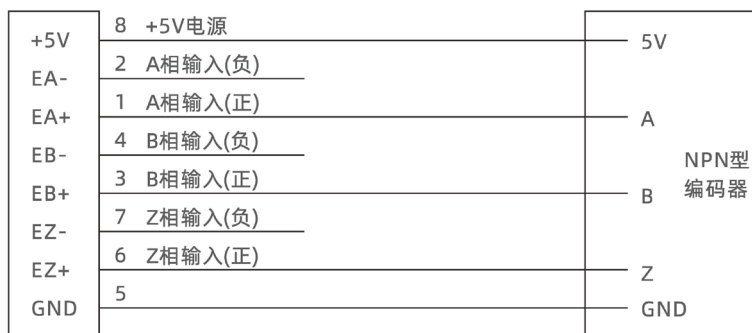 +5V 8 +5V电源 5V
EA- 2 A相输入(负)
EA+ 1 A相输入(正) A
EB- 4 B相输入(负)
EB+ 3 B相输入(正) B
NPN型
编码器
EZ- 7 Z相输入(负)
EZ+ 6 Z相输入(正) Z
GND 5 GND